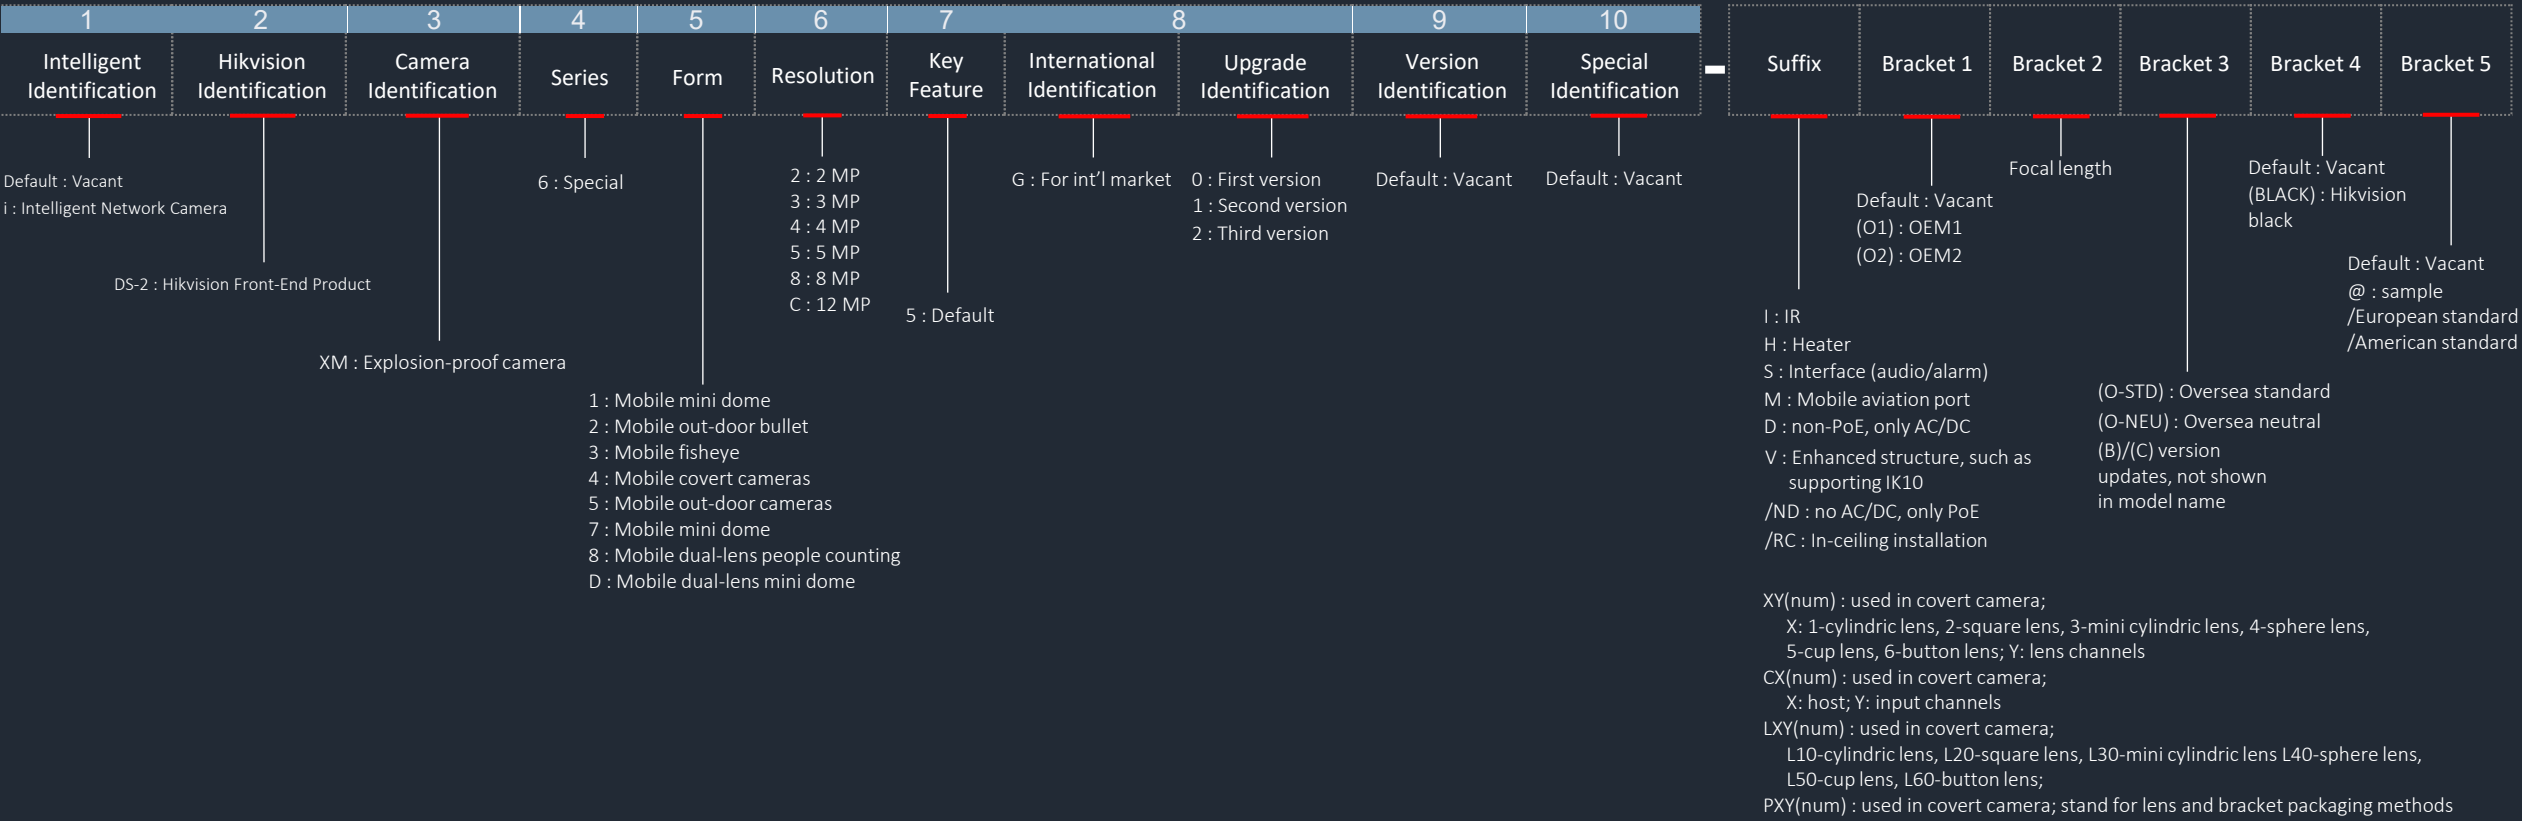 1 2 3 4 5 6 7 8 9 10
Intelligent Identification
Hikvision Identification
Camera Identification
Series
Form
Resolution
Key Feature
International Identification
Upgrade Identification
Version Identification
Special Identification
-
Suffix
Bracket 1
Bracket 2
Bracket 3
Bracket 4
Bracket 5
Default : Vacant
i : Intelligent Network Camera
DS-2 : Hikvision Front-End Product
XM : Explosion-proof camera
6 : Special
1 : Mobile mini dome
2 : Mobile out-door bullet
3 : Mobile fisheye
4 : Mobile covert cameras
5 : Mobile out-door cameras
7 : Mobile mini dome
8 : Mobile dual-lens people counting
D : Mobile dual-lens mini dome
2 : 2 MP
3 : 3 MP
4 : 4 MP
5 : 5 MP
8 : 8 MP
C : 12 MP
5 : Default
G : For int’l market
0 : First version
1 : Second version
2 : Third version
Default : Vacant
Default : Vacant
I : IR
H : Heater
S : Interface (audio/alarm)
M : Mobile aviation port
D : non-PoE, only AC/DC
V : Enhanced structure, such as
supporting IK10
/ND : no AC/DC, only PoE
/RC : In-ceiling installation
XY(num) : used in covert camera;
X: 1-cylindric lens, 2-square lens, 3-mini cylindric lens, 4-sphere lens,
5-cup lens, 6-button lens; Y: lens channels
CX(num) : used in covert camera;
X: host; Y: input channels
LXY(num) : used in covert camera;
L10-cylindric lens, L20-square lens, L30-mini cylindric lens L40-sphere lens,
L50-cup lens, L60-button lens;
PXY(num) : used in covert camera; stand for lens and bracket packaging methods
Default : Vacant
(O1) : OEM1
(O2) : OEM2
Focal length
(O-STD) : Oversea standard
(O-NEU) : Oversea neutral
(B)/(C) version
updates, not shown
in model name
Default : Vacant
(BLACK) : Hikvision
black
Default : Vacant
@ : sample
/European standard
/American standard